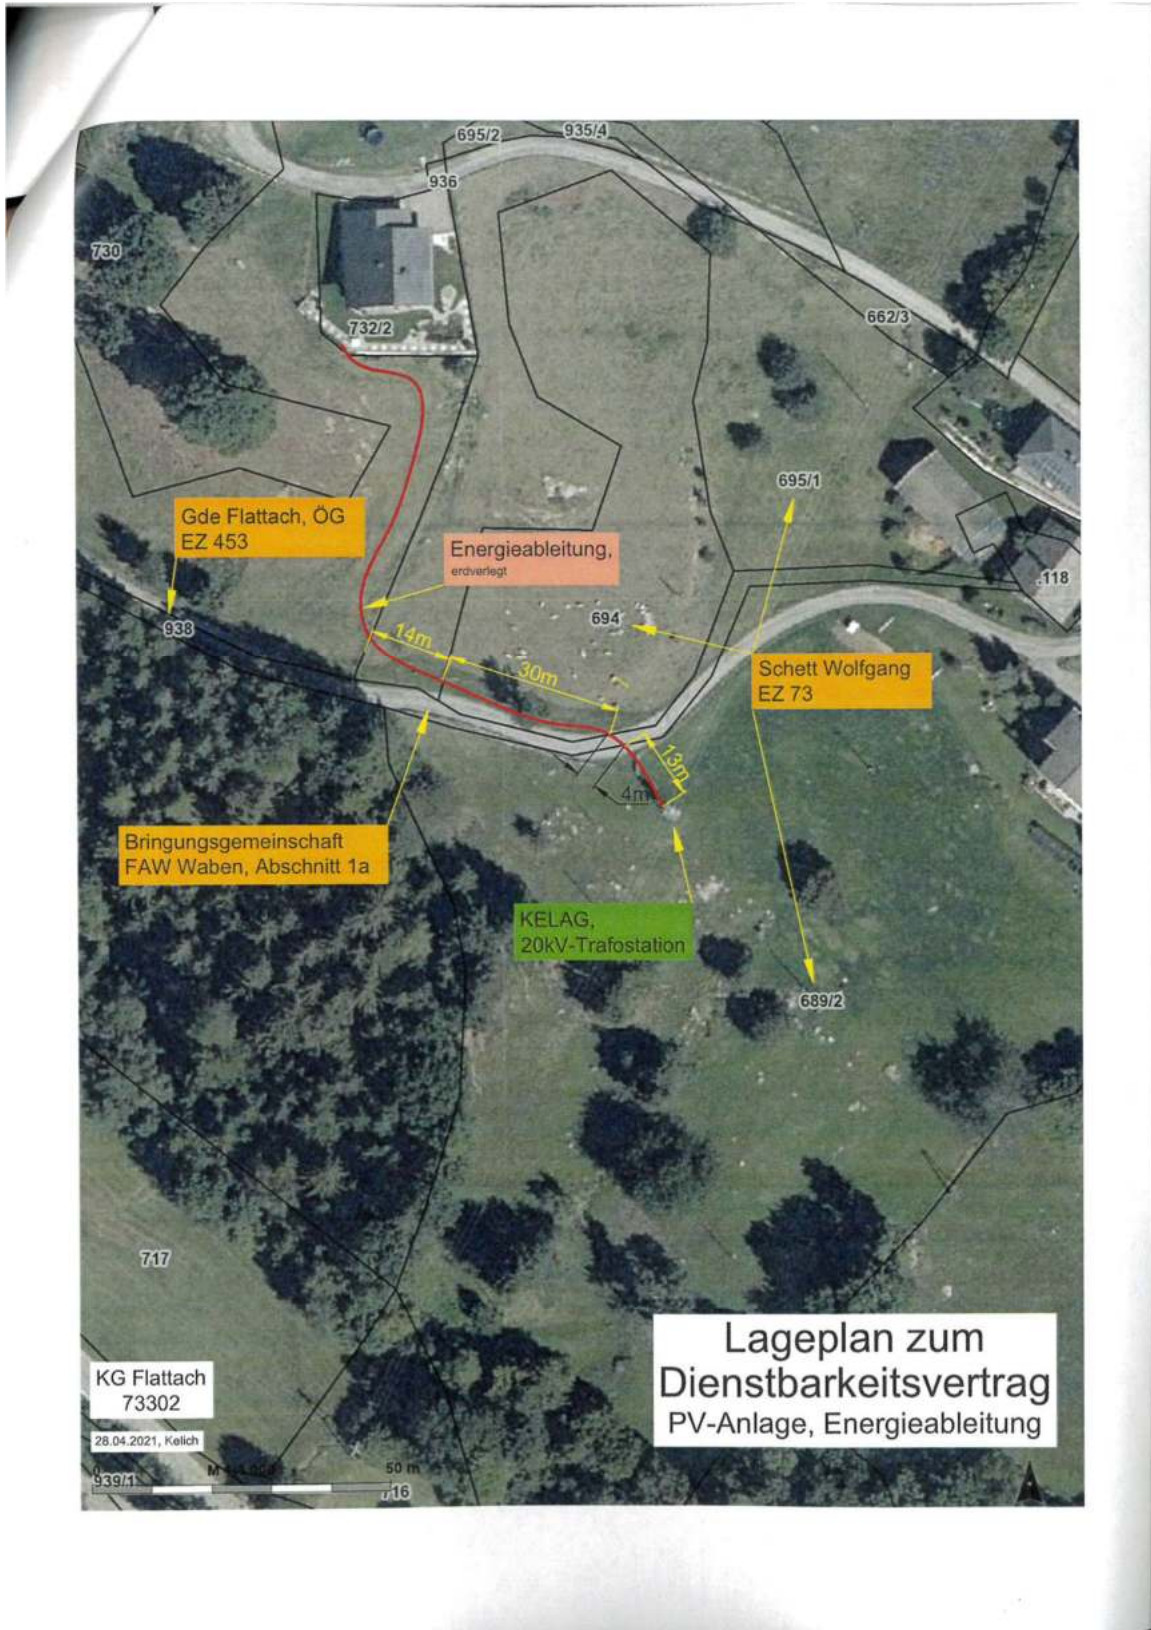 695/2
935/4
936
730
662/3
732/2
695/1
Gde Flattach, ÖG
EZ 453
Energieableitung,
erdverlegt
.118
694
938
14m
30m
Schett Wolfgang
EZ 73
13m
4m
Bringungsgemeinschaft
FAW Waben, Abschnitt 1a
KELAG,
20kV-Trafostation
689/2
717
Lageplan zum
Dienstbarkeitsvertrag
PV-Anlage, Energieableitung
KG Flattach
73302
28.04.2021, Kelich
50 m
939/1
716